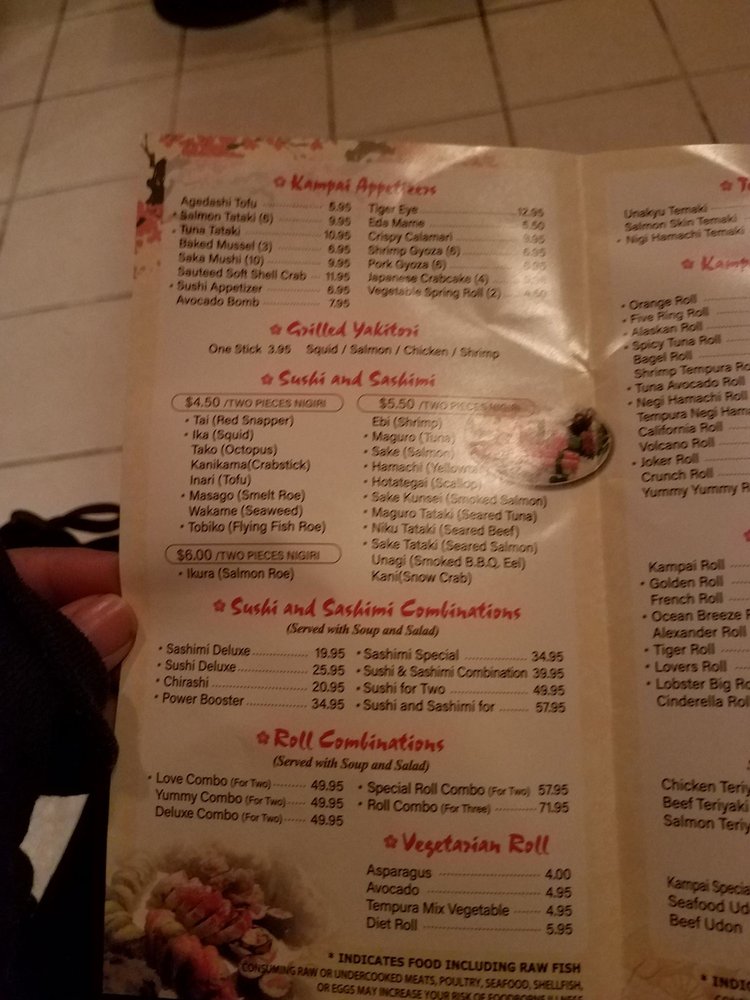 Kampai Appetizers
Agedashi Tofu 5.95
* Salmon Tataki (6) 9.95
* Tuna Tataki 10.95
Baked Mussel (3) 6.95
Saka Mushi (10) 9.95
Sauteed Soft Shell Crab 11.95
* Sushi Appetizer 6.95
Avocado Bomb 7.95
Tiger Eye 12.95
Eda Mame 5.50
Crispy Calamari 9.95
Shrimp Gyoza (6) 6.95
Pork Gyoza (6)
Japanese Crabcake (4)
Vegetable Spring Roll (2) 4.50
Grilled Yakitori
One Stick 3.95 Squid / Salmon / Chicken / Shrimp
Sushi and Sashimi
$4.50 /TWO PIECES NIGIRI
* Tai (Red Snapper)
* Ika (Squid)
Tako (Octopus)
Kanikama(Crabstick)
Inari (Tofu)
* Masago (Smelt Roe)
Wakame (Seaweed)
* Tobiko (Flying Fish Roe)
$6.00 /TWO PIECES NIGIRI
* Ikura (Salmon Roe)
$5.50 /TWO PIECES NIGIRI
Ebi (Shrimp)
* Maguro (Tuna)
* Sake (Salmon)
* Hamachi (Yellowta
* Hotategai (Scallop)
* Sake Kunsei (Smoked Salmon)
* Maguro Tataki (Seared Tuna)
* Niku Tataki (Seared Beef)
* Sake Tataki (Seared Salmon)
Unagi (Smoked B.B.Q. Eel)
Kani(Snow Crab)
Sushi and Sashimi Combinations
(Served with Soup and Salad)
* Sashimi Deluxe 19.95
* Sushi Deluxe 25.95
* Chirashi 20.95
* Power Booster 34.95
* Sashimi Special 34.95
* Sushi & Sashimi Combination 39.95
* Sushi for Two 49.95
* Sushi and Sashimi for 57.95
Roll Combinations
(Served with Soup and Salad)
* Love Combo (For Two) 49.95
Yummy Combo (For Two) 49.95
Deluxe Combo (For Two) 49.95
* Special Roll Combo (For Two) 57.95
* Roll Combo (For Three) 71.95
Vegetarian Roll
Asparagus 4.00
Avocado 4.95
Tempura Mix Vegetable 4.95
Diet Roll 5.95
* INDICATES FOOD INCLUDING RAW FISH
CONSUMING RAW OR UNDERCOOKED MEATS, POULTRY, SEAFOOD, SHELLFISH,
OR EGGS MAY INCREASE YOUR RISK OF FOODBORNE ILLNESS
Unakyu Temaki
Salmon Skin Temaki
* Negi Hamachi Temaki
Kamp
* Orange Roll
* Five Ring Roll
* Alaskan Roll
* Spicy Tuna Roll
Bagel Roll
Shrimp Tempura Ro
* Tuna Avocado Roll
* Negi Hamachi Roll
Tempura Negi Hama
California Roll
Volcano Roll
* Joker Roll
Crunch Roll
Yummy Yummy R
Kampai Roll
* Golden Roll
French Roll
* Ocean Breeze R
Alexander Roll
* Tiger Roll
* Lovers Roll
* Lobster Big Ro
Cinderella Roll
Chicken Teriy
Beef Teriyaki
Salmon Teriy
Kampai Specia
Seafood Ud
Beef Udon
* INDIC